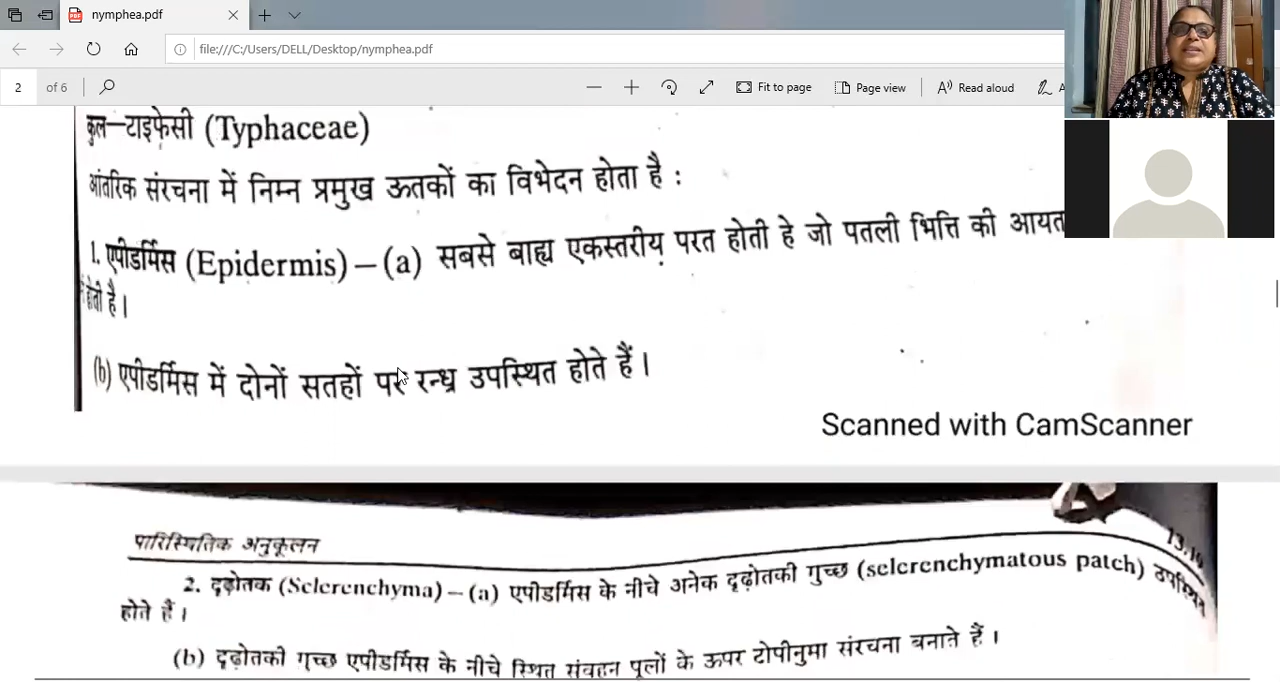 nymphea.pdf
file:///C:/Users/DELL/Desktop/nymphea.pdf
2 of 6 Fit to page Page view Read aloud
कुल—टाइफेसी (Typhaceae)
आंतरिक संरचना में निम्न प्रमुख ऊतकों का विभेदन होता है :
1. एपीडर्मिस (Epidermis) – (a) सबसे बाह्य एकस्तरीय परत होती हे जो पतली भित्ति की
होती है।
(b) एपीडर्मिस में दोनों सतहों पर रन्ध्र उपस्थित होते हैं।
Scanned with CamScanner
पारिस्थितिक अनुकूलन
2. दृढ़ोतक (Sclerenchyma) – (a) एपीडर्मिस के नीचे अनेक दृढ़ोतकी गुच्छ (sclerenchymatous patch) उपस्थित
होते हैं।
(b) दृढ़ोतकी गुच्छ एपीडर्मिस के नीचे स्थित संवहन पूलों के ऊपर टोपीनुमा संरचना बनाते हैं।